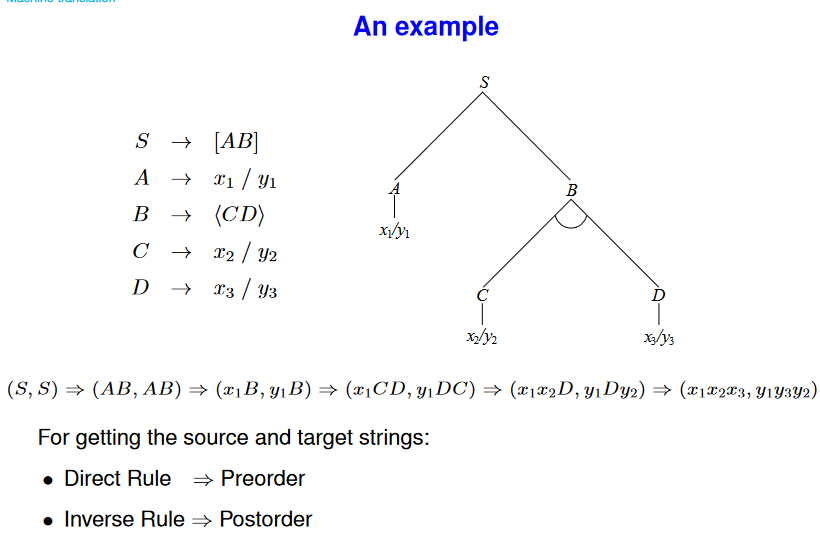 Machine translation
An example
S → [AB]
A → x₁ / y₁
B → ⟨CD⟩
C → x₂ / y₂
D → x₃ / y₃
S
A
B
x₁/y₁
C
D
x₂/y₂
x₃/y₃
(S, S) ⇒ (AB, AB) ⇒ (x₁B, y₁B) ⇒ (x₁CD, y₁DC) ⇒ (x₁x₂D, y₁Dy₂) ⇒ (x₁x₂x₃, y₁y₃y₂)
For getting the source and target strings:
• Direct Rule ⇒ Preorder
• Inverse Rule ⇒ Postorder